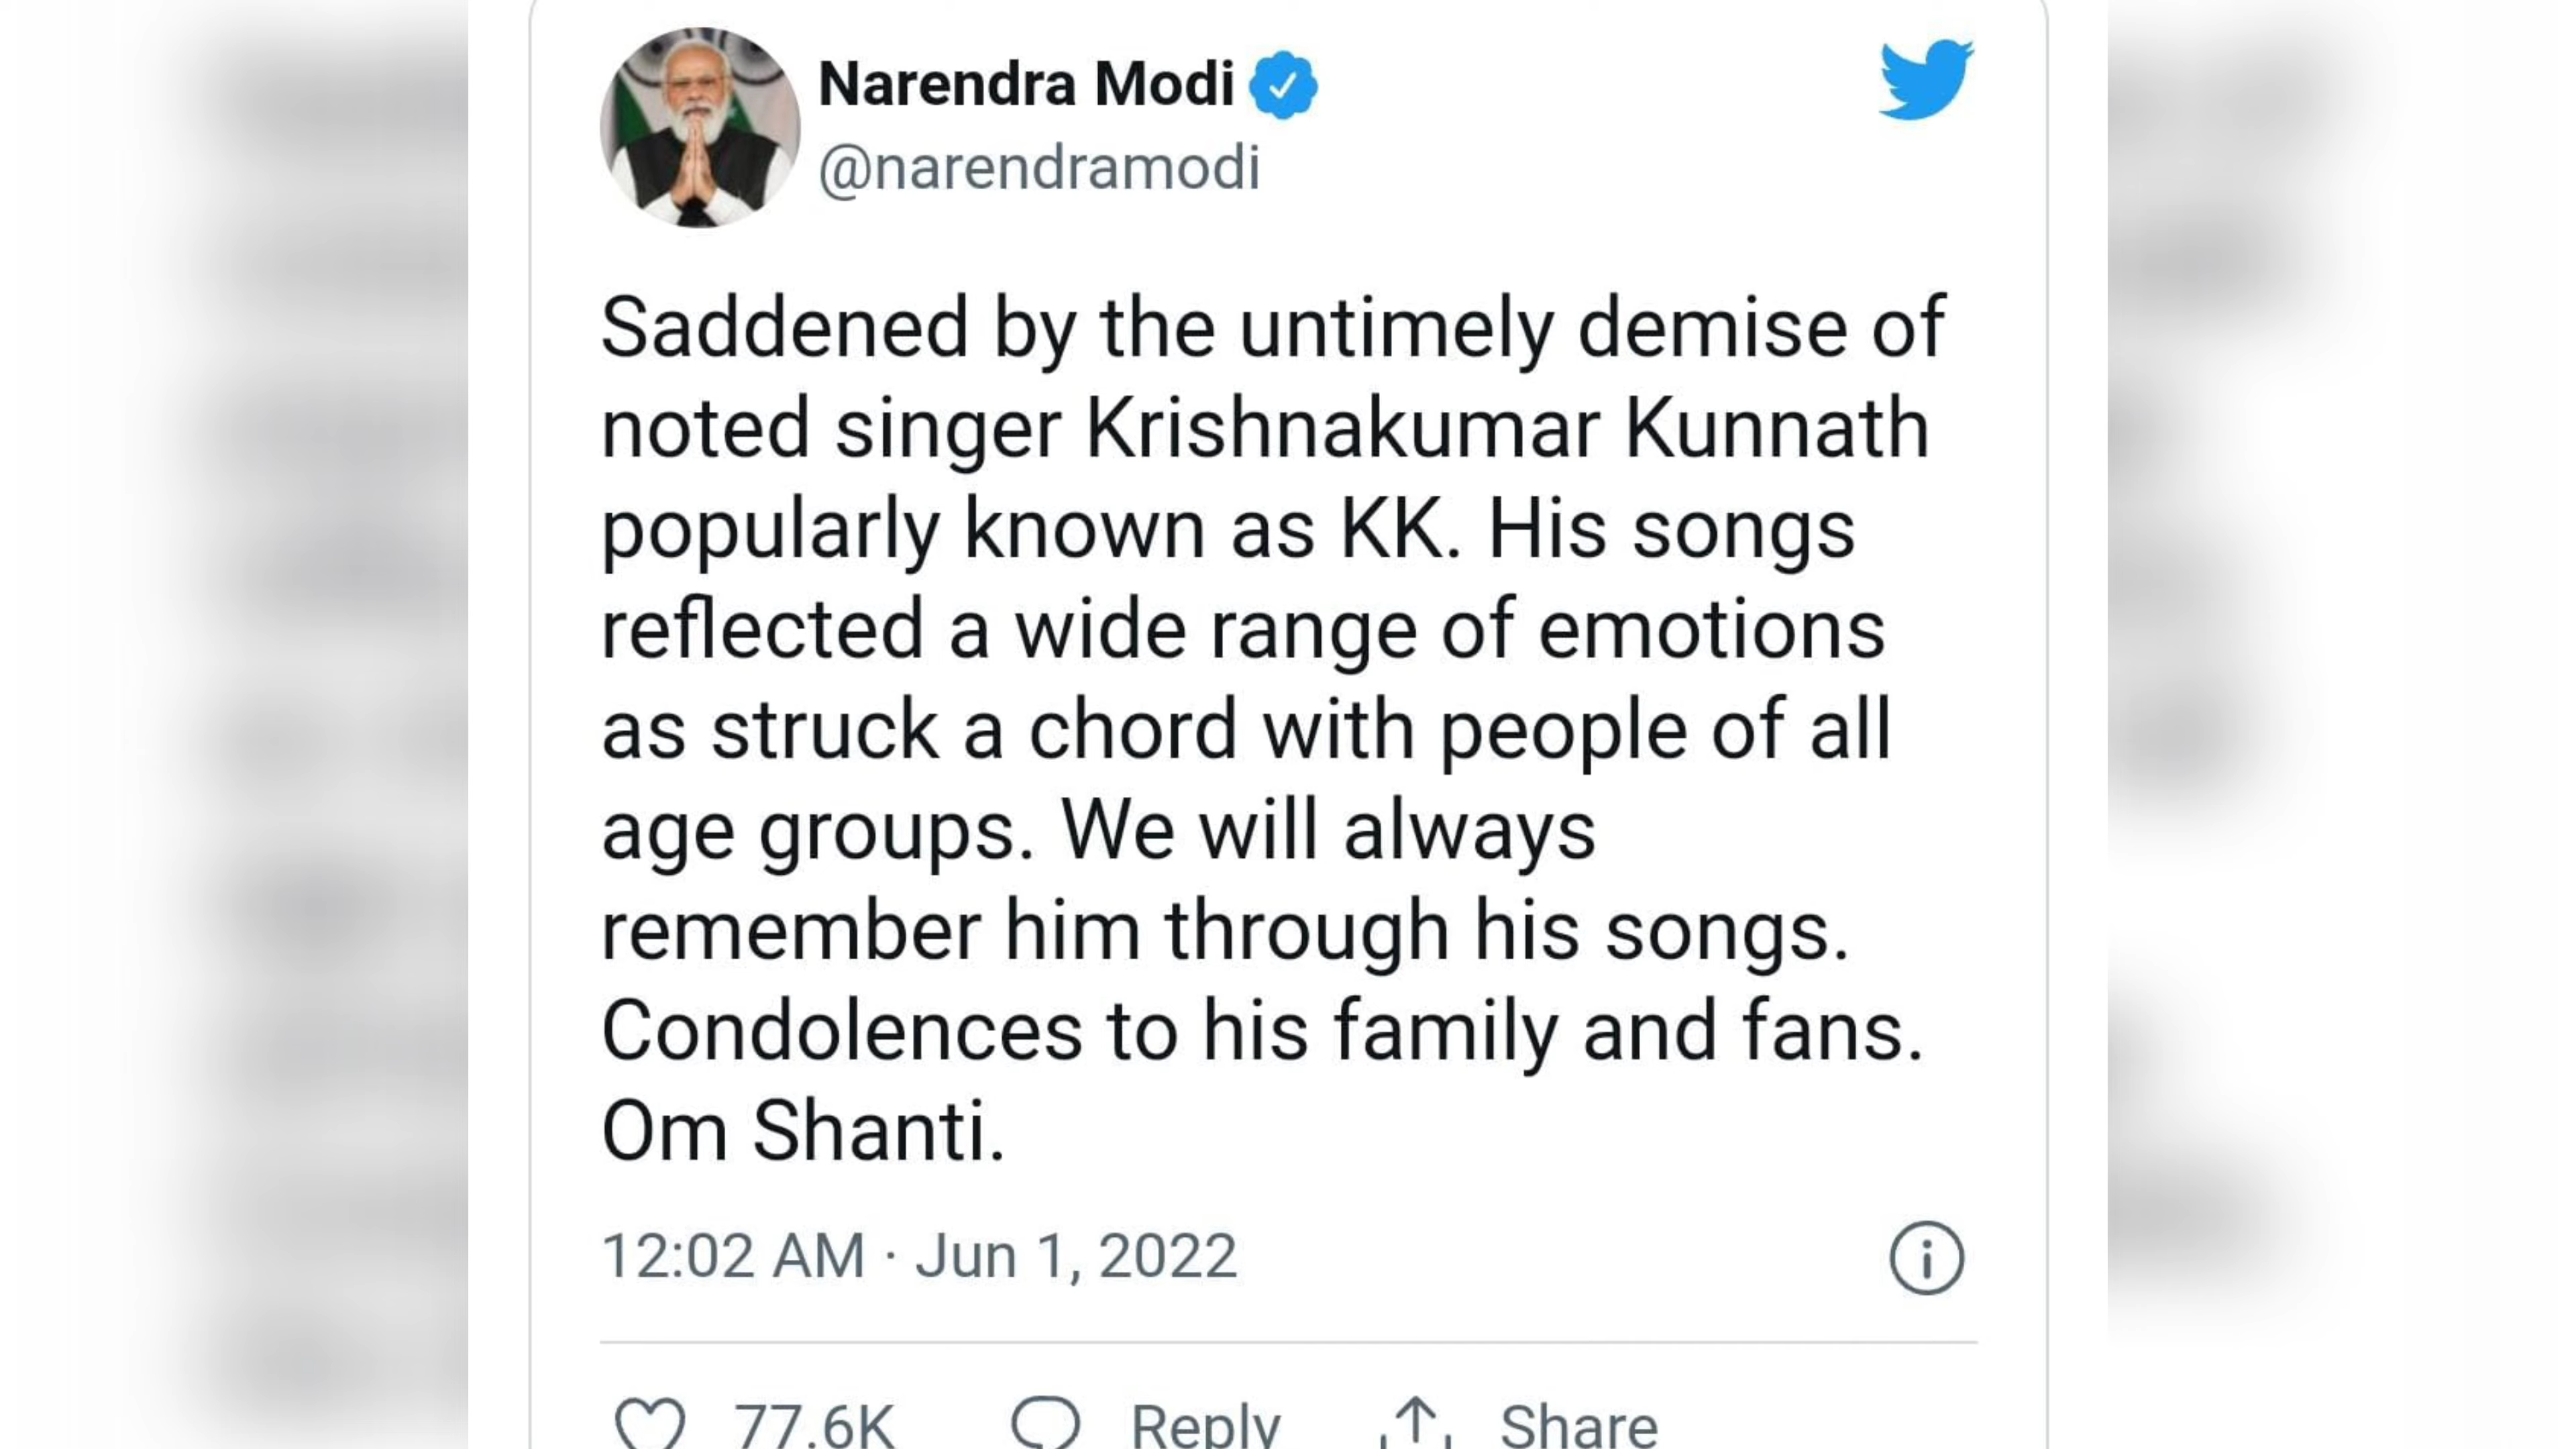 Narendra Modi
@narendramodi
Saddened by the untimely demise of
noted singer Krishnakumar Kunnath
popularly known as KK. His songs
reflected a wide range of emotions
as struck a chord with people of all
age groups. We will always
remember him through his songs.
Condolences to his family and fans.
Om Shanti.
12:02 AM · Jun 1, 2022
77.6K Reply Share